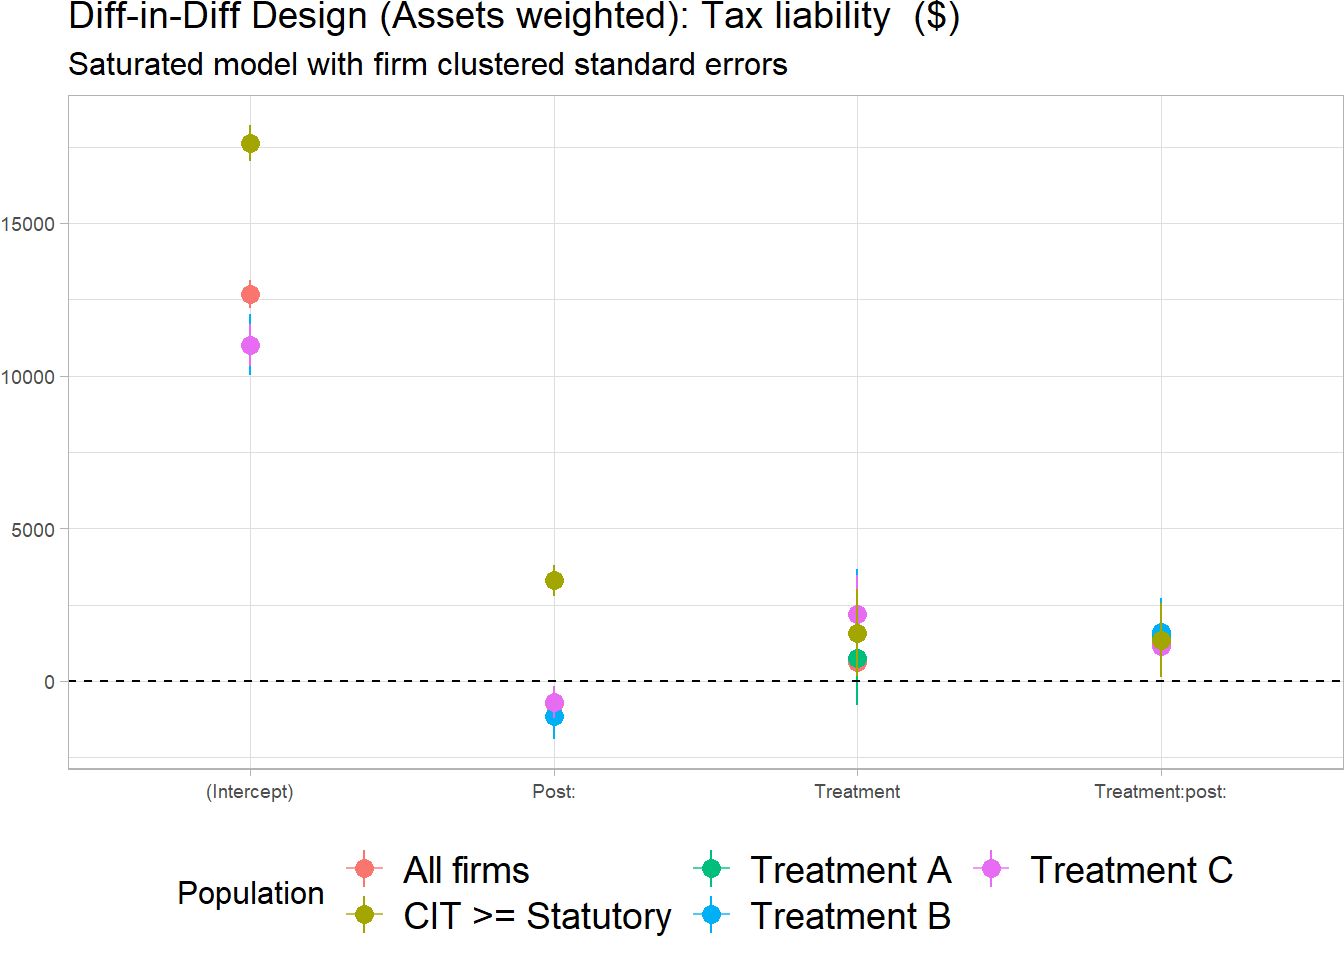 Diff-in-Diff Design (Assets weighted): Tax liability  ($)
Saturated model with firm clustered standard errors
15000
10000
5000
0
(Intercept)
Post:
Treatment
Treatment:post:
Population
All firms
Treatment A
Treatment C
CIT >= Statutory
Treatment B